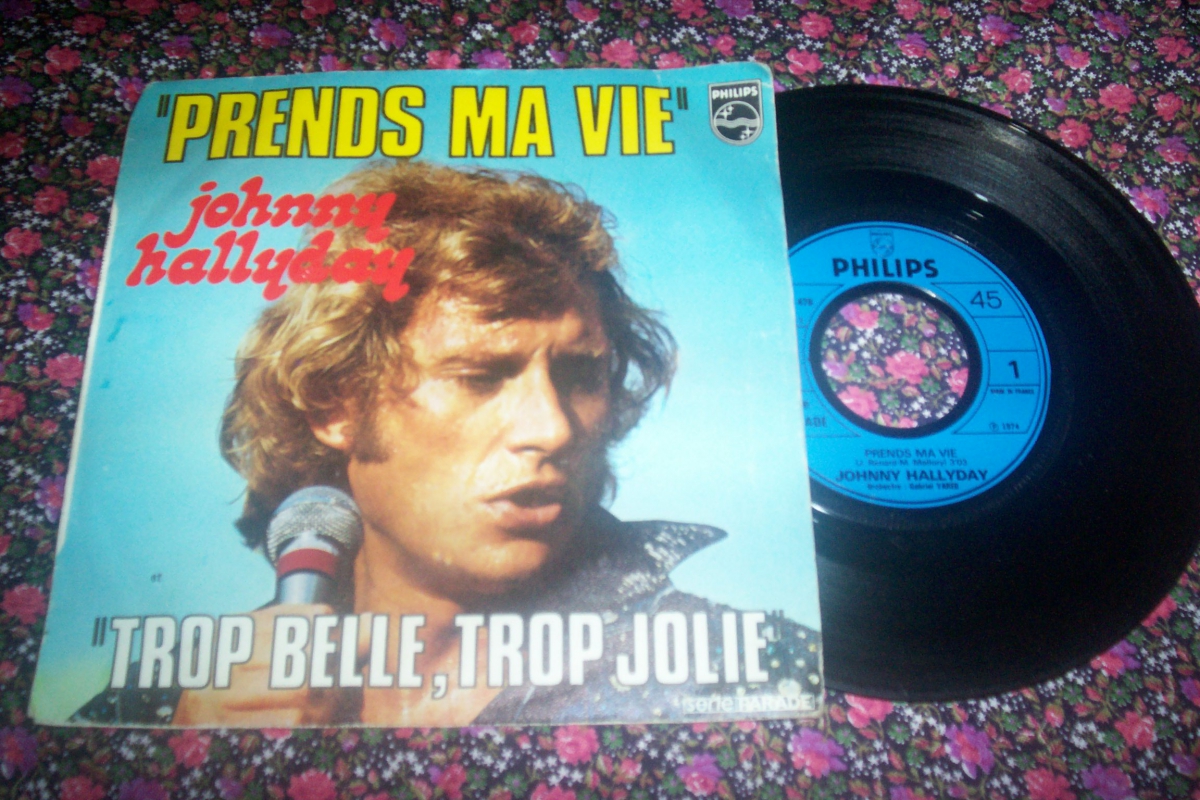 "PRENDS MA VIE"
PHILIPS
johnny
hallyday
et
"TROP BELLE, TROP JOLIE"
série PARADE
PHILIPS
45
1
℗ 1974
PRENDS MA VIE
JOHNNY HALLYDAY